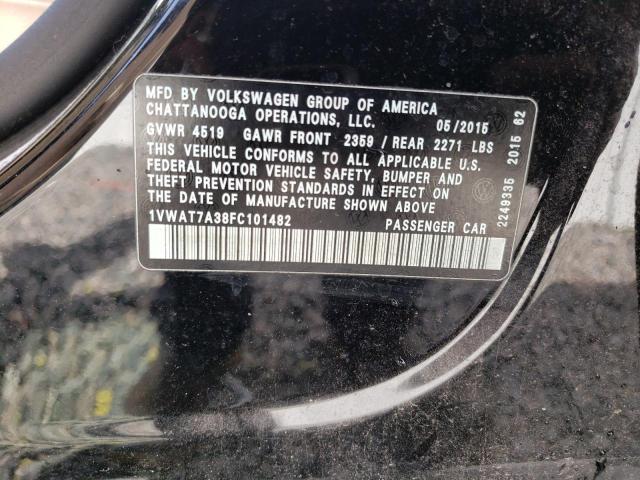 MFD BY VOLKSWAGEN GROUP OF AMERICA
CHATTANOOGA OPERATIONS, LLC. 05/2015
GVWR 4519 GAWR FRONT 2359 / REAR 2271 LBS
THIS VEHICLE CONFORMS TO ALL APPLICABLE U.S.
FEDERAL MOTOR VEHICLE SAFETY, BUMPER AND
THEFT PREVENTION STANDARDS IN EFFECT ON
THE DATE OF MANUFACTURE SHOWN ABOVE
1VWAT7A38FC101482 PASSENGER CAR
2249335 2015 62